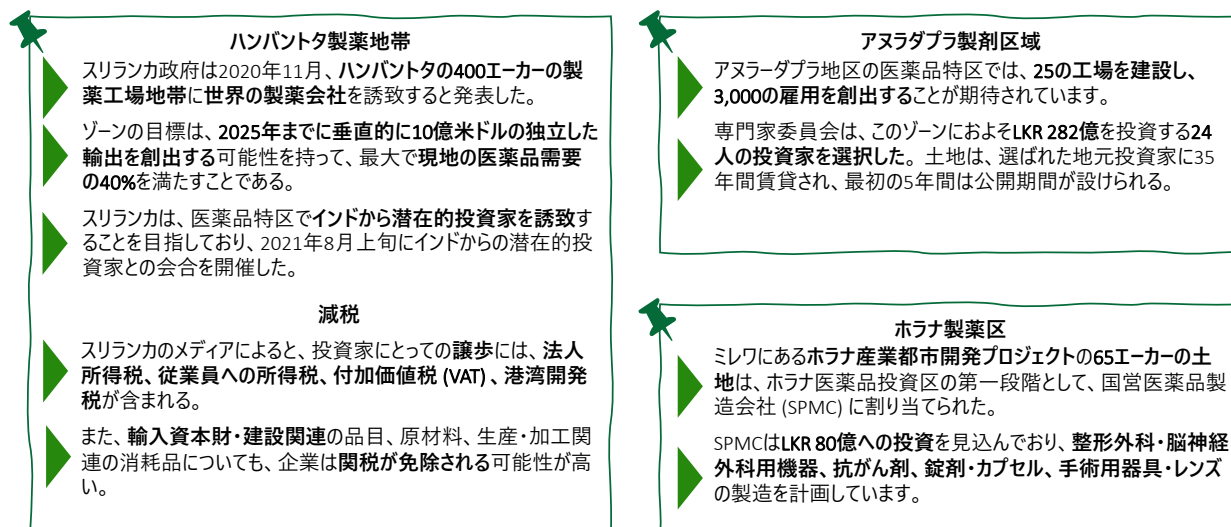 ハンバントタ製薬地帯
スリランカ政府は2020年11月、ハンバントタの400エーカーの製
薬工場地帯に世界の製薬会社を誘致すると発表した。
ゾーンの目標は、2025年までに垂直的に10億米ドルの独立した
輸出を創出する可能性を持って、最大で現地の医薬品需要
の40%を満たすことである。
スリランカは、医薬品特区でインドから潜在的投資家を誘致す
ることを目指しており、2021年8月上旬にインドからの潜在的投
資家との会合を開催した。
減税
スリランカのメディアによると、投資家にとっての譲歩には、法人
所得税、従業員への所得税、付加価値税 (VAT) 、港湾開発
税が含まれる。
また、輸入資本財・建設関連の品目、原材料、生産・加工関
連の消耗品についても、企業は関税が免除される可能性が高
い。
アヌラダプラ製剤区域
アヌラーダプラ地区の医薬品特区では、25の工場を建設し、
3,000の雇用を創出することが期待されています。
専門家委員会は、このゾーンにおよそLKR 282億を投資する24
人の投資家を選択した。土地は、選ばれた地元投資家に35
年間賃貸され、最初の5年間は公開期間が設けられる。
ホラナ製薬区
ミレワにあるホラナ産業都市開発プロジェクトの65エーカーの土
地は、ホラナ医薬品投資区の第一段階として、国営医薬品製
造会社 (SPMC) に割り当てられた。
SPMCはLKR 80億への投資を見込んでおり、整形外科・脳神経
外科用機器、抗がん剤、錠剤・カプセル、手術用器具・レンズ
の製造を計画しています。